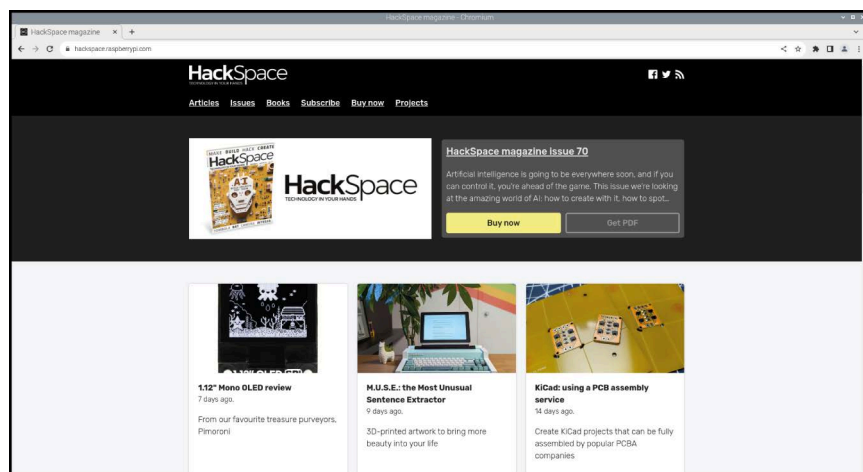 HackSpace magazine - Chromium
HackSpace magazine
hackspace.raspberrypi.com
HackSpace
TECHNOLOGY IN YOUR HANDS
Articles Issues Books Subscribe Buy now Projects
HackSpace
AI
HackSpace
TECHNOLOGY IN YOUR HANDS
HackSpace magazine issue 70
Artificial intelligence is going to be everywhere soon, and if you
can control it, you're ahead of the game. This issue we're looking
at the amazing world of AI: how to create with it, how to spot...
Buy now
Get PDF
1.12" Mono OLED review
7 days ago.
From our favourite treasure purveyors,
Pimoroni
M.U.S.E.: the Most Unusual
Sentence Extractor
9 days ago.
3D-printed artwork to bring more
beauty into your life
KiCad: using a PCB assembly
service
14 days ago.
Create KiCad projects that can be fully
assembled by popular PCBA
companies